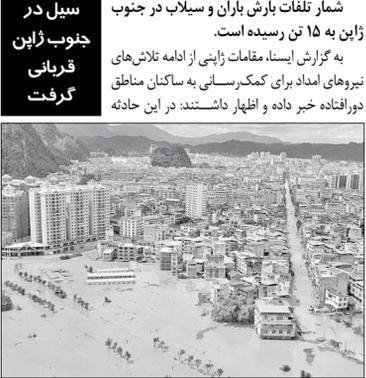 سیل در
جنوب ژاپن
قربانی
گرفت
شمار تلفات بارش باران و سیلاب در جنوب
ژاپن به ۱۵ تن رسیده است.
به گزارش ایسنا، مقامات ژاپنی از ادامه تلاش‌های
نیروهای امداد برای کمک‌رسـانی به ساکنان مناطق
دورافتاده خبر داده و اظهار داشـــتند: در این حادثه